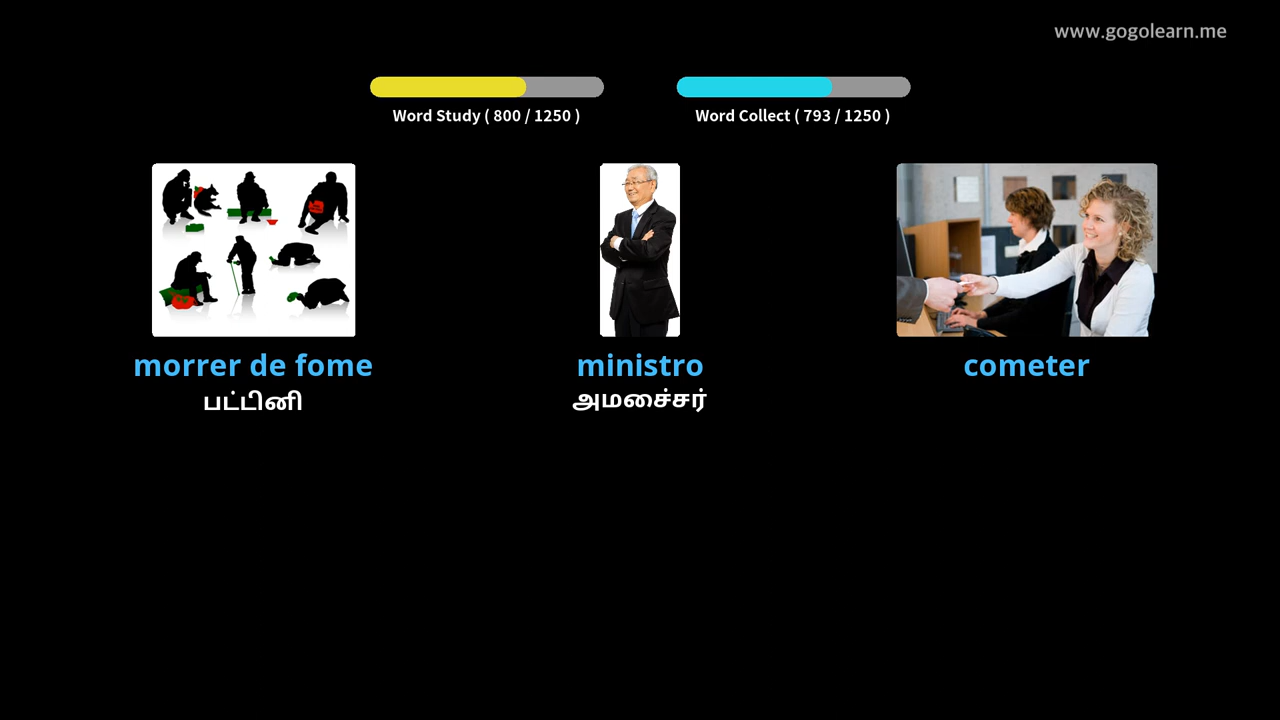 www.gogolearn.me
Word Study ( 800 / 1250 )
Word Collect ( 793 / 1250 )
morrer de fome
பட்டினி
ministro
அமைச்சர்
cometer